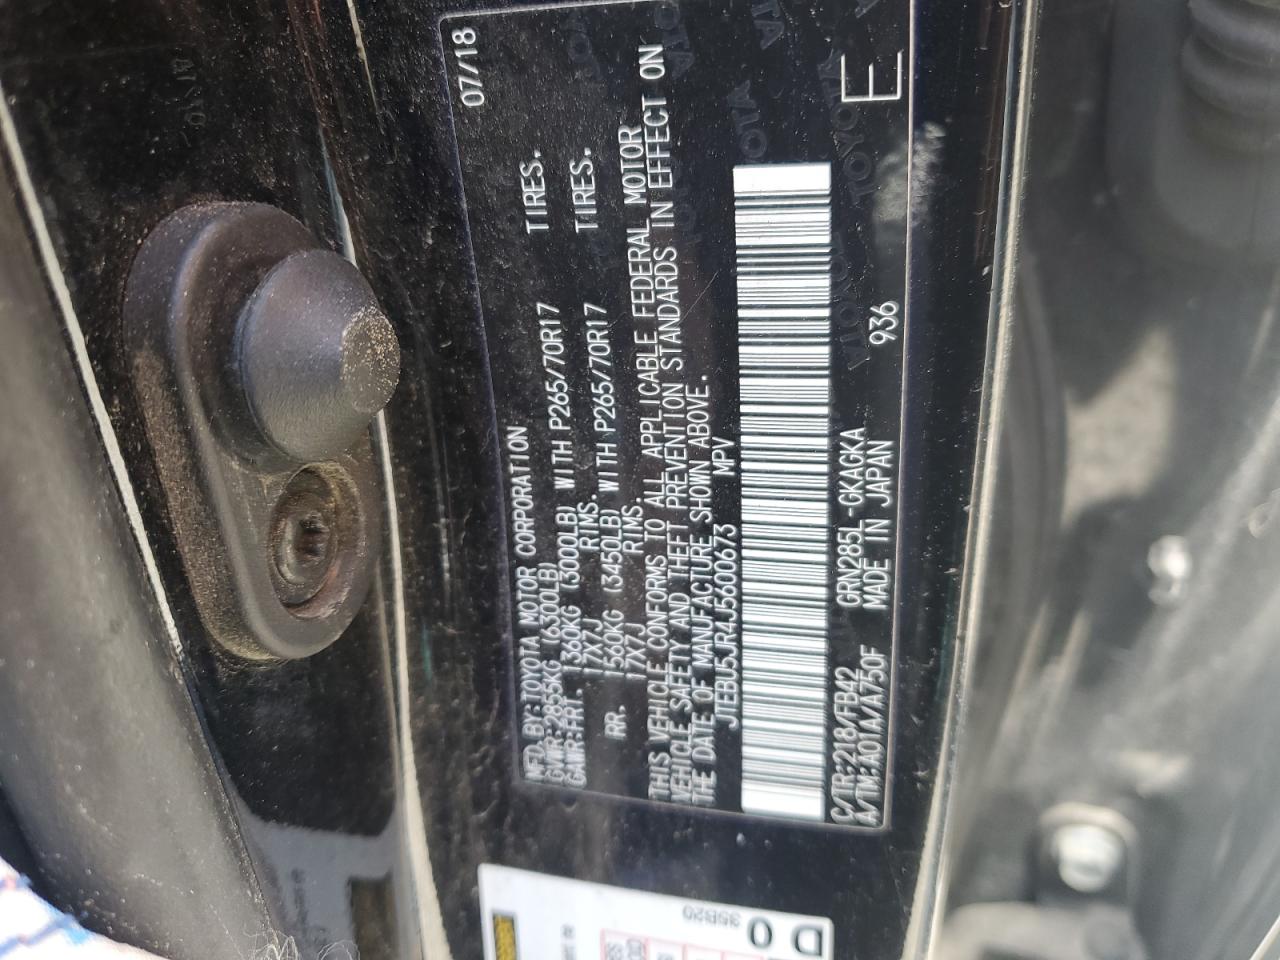 MFD. BY:TOYOTA MOTOR CORPORATION 07/18
GVWR:2855KG (6300LB)
GAWR:FRT. 1360KG (3000LB) WITH P265/70R17 TIRES.
17X7J RIMS.
RR. 1560KG (3450LB) WITH P265/70R17 TIRES.
17X7J RIMS.
THIS VEHICLE CONFORMS TO ALL APPLICABLE FEDERAL MOTOR
VEHICLE SAFETY AND THEFT PREVENTION STANDARDS IN EFFECT ON
THE DATE OF MANUFACTURE SHOWN ABOVE.
JTEBU5JR4J5600673 MPV
C/TR:218/FB42 GRN285L-GKAGKA
A/TM:A01A/A750F MADE IN JAPAN 936 E
TOYOTA
35B20